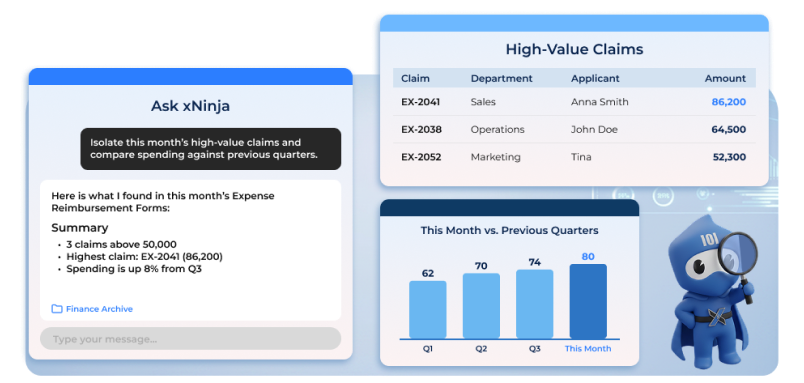 Ask xNinja
Isolate this month's high-value claims and
compare spending against previous quarters.
Here is what I found in this month's Expense
Reimbursement Forms:
Summary
• 3 claims above 50,000
• Highest claim: EX-2041 (86,200)
• Spending is up 8% from Q3
Finance Archive
Type your message...
High-Value Claims
Claim Department Applicant Amount
EX-2041 Sales Anna Smith 86,200
EX-2038 Operations John Doe 64,500
EX-2052 Marketing Tina 52,300
This Month vs. Previous Quarters
62 70 74 80
Q1 Q2 Q3 This Month
101